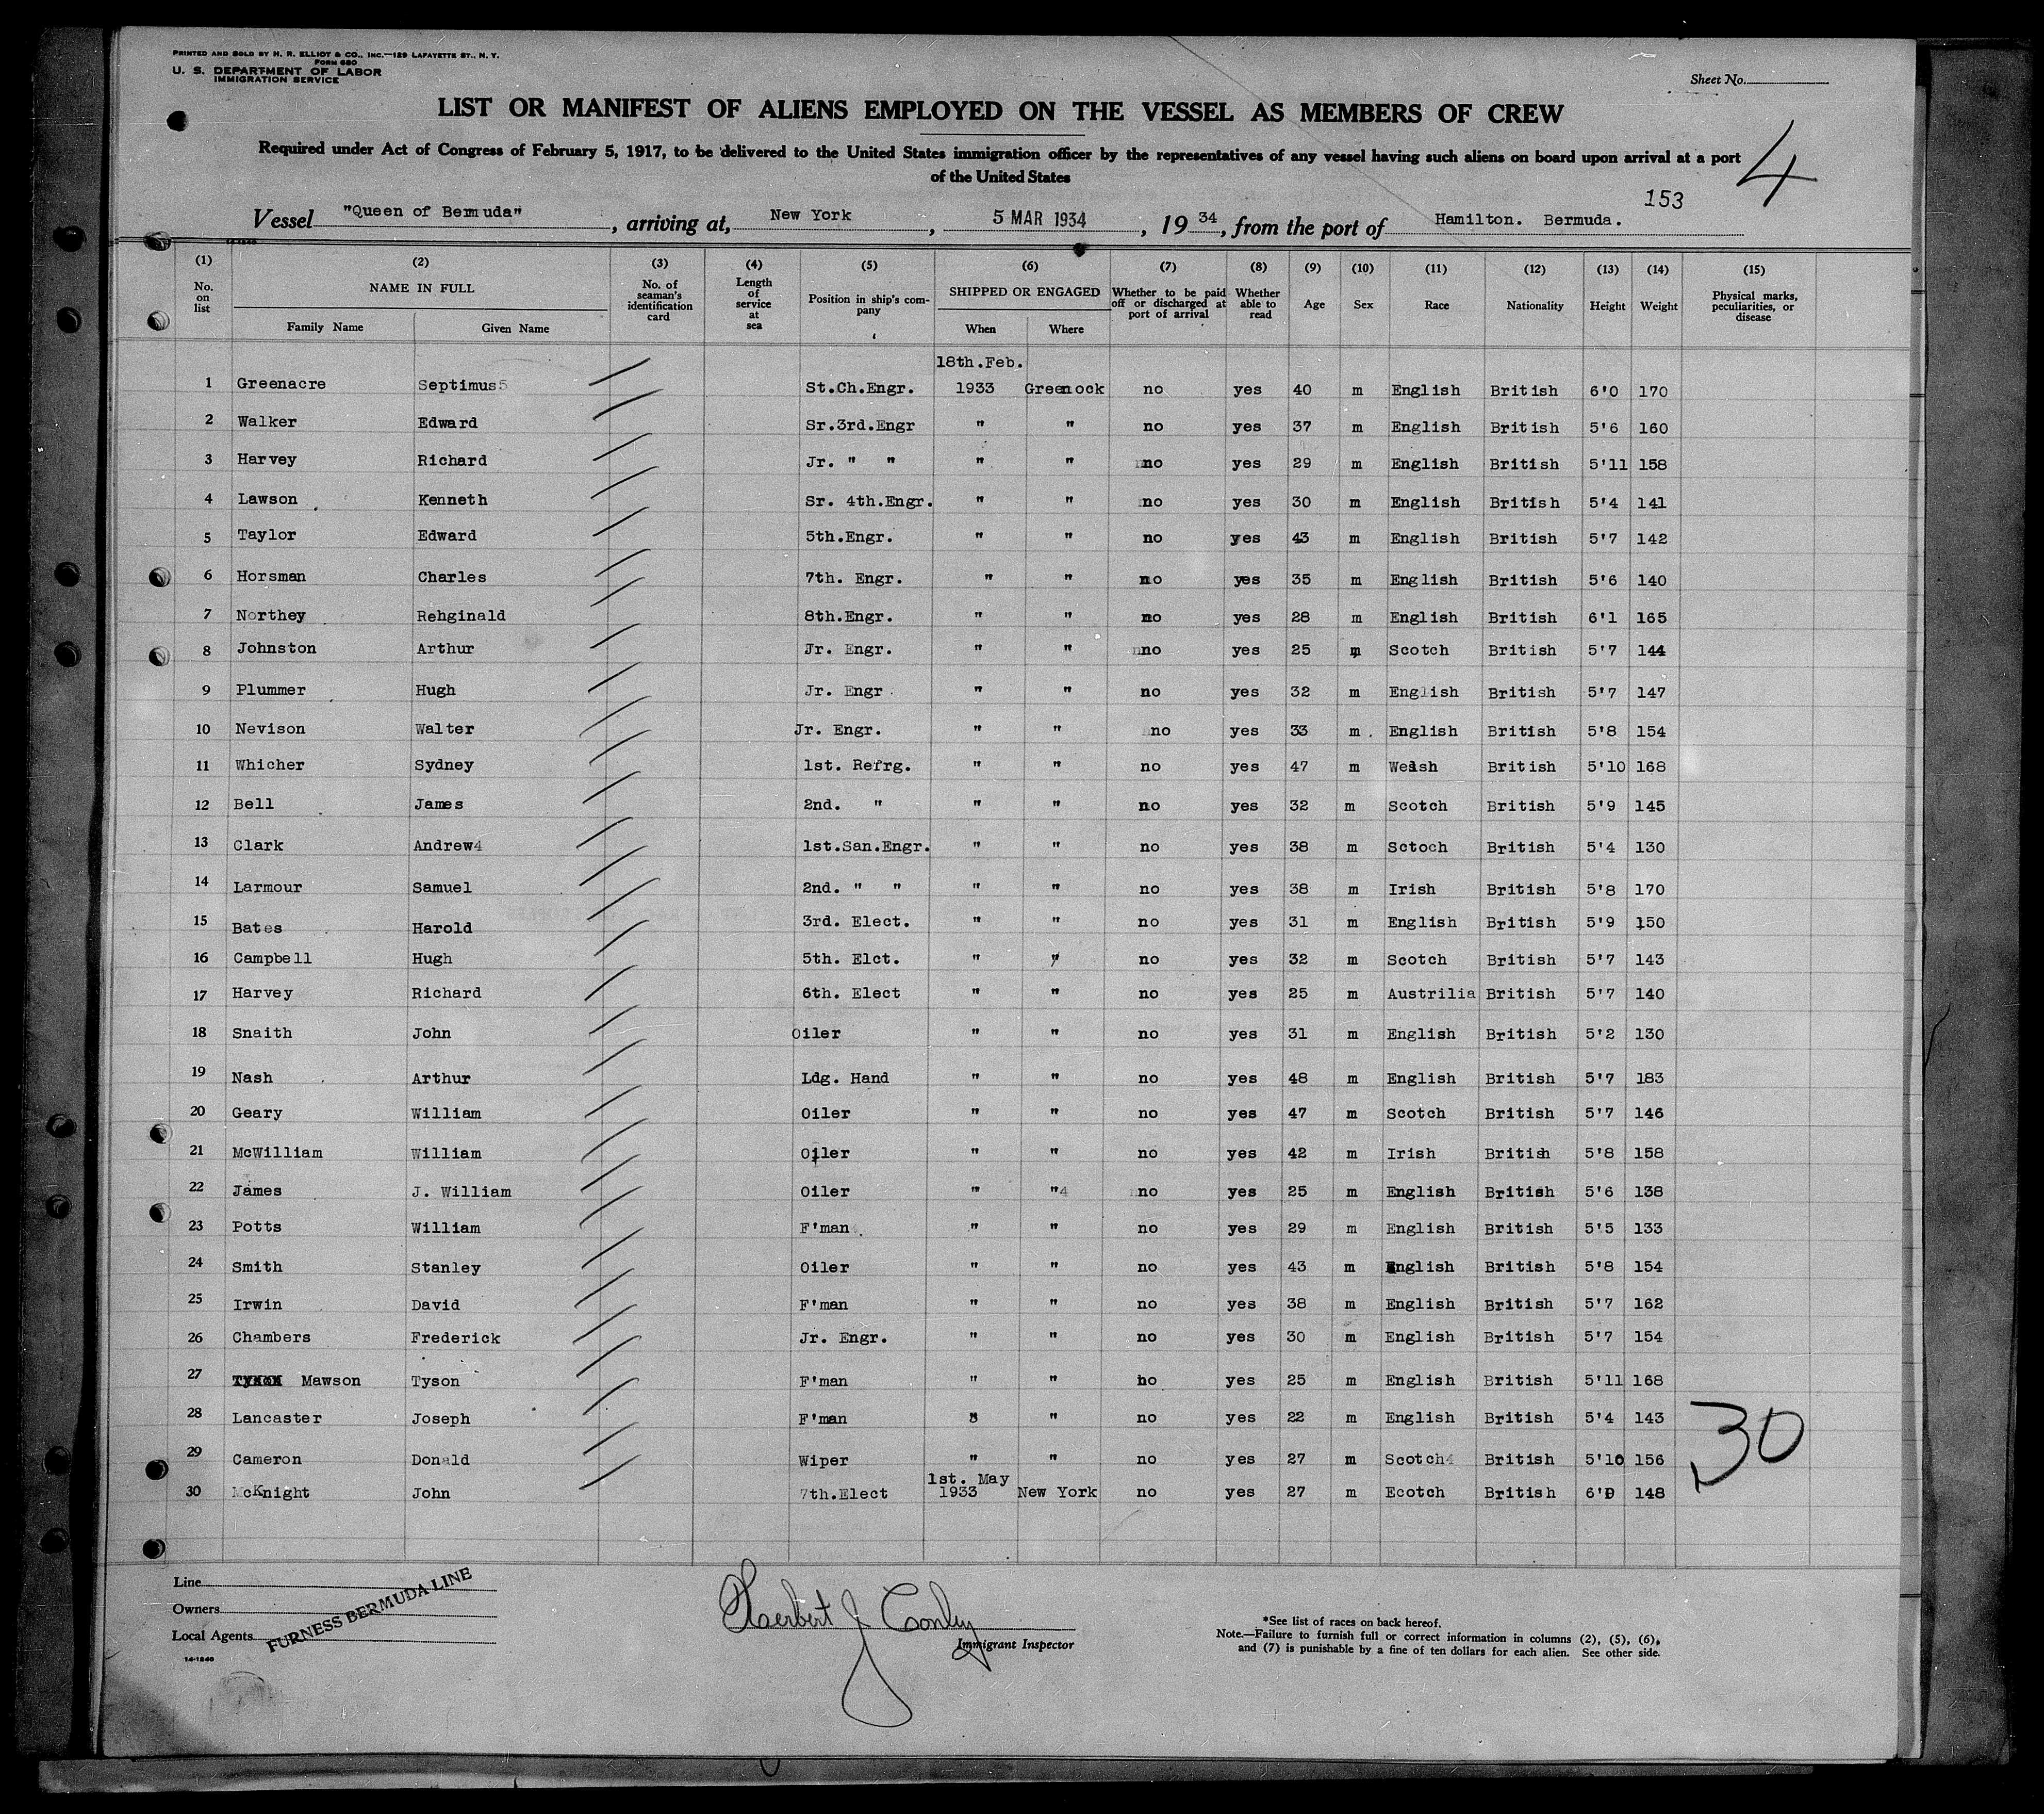 PRINTED AND SOLD BY H. R. ELLIOT & CO., INC.—129 LAFAYETTE ST., N. Y.
FORM 680
U. S. DEPARTMENT OF LABOR
IMMIGRATION SERVICE
Sheet No.
LIST OR MANIFEST OF ALIENS EMPLOYED ON THE VESSEL AS MEMBERS OF CREW
4
Required under Act of Congress of February 5, 1917, to be delivered to the United States immigration officer by the representatives of any vessel having such aliens on board upon arrival at a port
of the United States
153
Vessel "Queen of Bermuda", arriving at, New York, 5 MAR 1934, 19 34, from the port of Hamilton. Bermuda.
14-1240
(1) (2) (3) (4) (5) (6) (7) (8) (9) (10) (11) (12) (13) (14) (15)
No. on list NAME IN FULL Family Name Given Name No. of seaman's identification card Length of service at sea Position in ship's company SHIPPED OR ENGAGED When Where Whether to be paid off or discharged at port of arrival Whether able to read Age Sex Race Nationality Height Weight Physical marks, peculiarities, or disease
18th.Feb.
1 Greenacre Septimus5 St.Ch.Engr. 1933 Greenock no yes 40 m English British 6'0 170
2 Walker Edward Sr.3rd.Engr " " no yes 37 m English British 5'6 160
3 Harvey Richard Jr. " " " " no yes 29 m English British 5'11 158
4 Lawson Kenneth Sr. 4th.Engr. " " no yes 30 m English British 5'4 141
5 Taylor Edward 5th.Engr. " " no yes 43 m English British 5'7 142
6 Horsman Charles 7th. Engr. " " no yes 35 m English British 5'6 140
7 Northey Rehginald 8th.Engr. " " no yes 28 m English British 6'1 165
8 Johnston Arthur Jr. Engr. " " no yes 25 m Scotch British 5'7 144
9 Plummer Hugh Jr. Engr " " no yes 32 m English British 5'7 147
10 Nevison Walter Jr. Engr. " " no yes 33 m . English British 5'8 154
11 Whicher Sydney 1st. Refrg. " " no yes 47 m Welsh British 5'10 168
12 Bell James 2nd. " " " no yes 32 m Scotch British 5'9 145
13 Clark Andrew4 1st.San.Engr. " " no yes 38 m Sctoch British 5'4 130
14 Larmour Samuel 2nd. " " " " no yes 38 m Irish British 5'8 170
15 Bates Harold 3rd. Elect. " " no yes 31 m English British 5'9 150
16 Campbell Hugh 5th. Elct. " " no yes 32 m Scotch British 5'7 143
17 Harvey Richard 6th. Elect " " no yes 25 m Austrilia British 5'7 140
18 Snaith John Oiler " " no yes 31 m English British 5'2 130
19 Nash Arthur Ldg. Hand " " no yes 48 m English British 5'7 183
20 Geary William Oiler " " no yes 47 m Scotch British 5'7 146
21 McWilliam William Oiler " " no yes 42 m Irish British 5'8 158
22 James J. William Oiler " "4 no yes 25 m English British 5'6 138
23 Potts William F'man. " " no yes 29 m English British 5'5 133
24 Smith Stanley Oiler " " no yes 43 m English British 5'8 154
25 Irwin David F'man " " no yes 38 m English British 5'7 162
26 Chambers Frederick Jr. Engr. " " no yes 30 m English British 5'7 154
27 Mawson Tyson F'man " " no yes 25 m English British 5'11 168
28 Lancaster Joseph F'man " " no yes 22 m English British 5'4 143
29 Cameron Donald Wiper " " no yes 27 m Scotch4 British 5'10 156
30
1st. May
30 McKnight John 7th.Elect 1933 New York no yes 27 m Ecotch British 6'0 148
Line
Owners
Local Agents
FURNESS BERMUDA LINE
14-1240
Herbert J Conley
Immigrant Inspector
*See list of races on back hereof.
Note.—Failure to furnish full or correct information in columns (2), (5), (6),
and (7) is punishable by a fine of ten dollars for each alien. See other side.